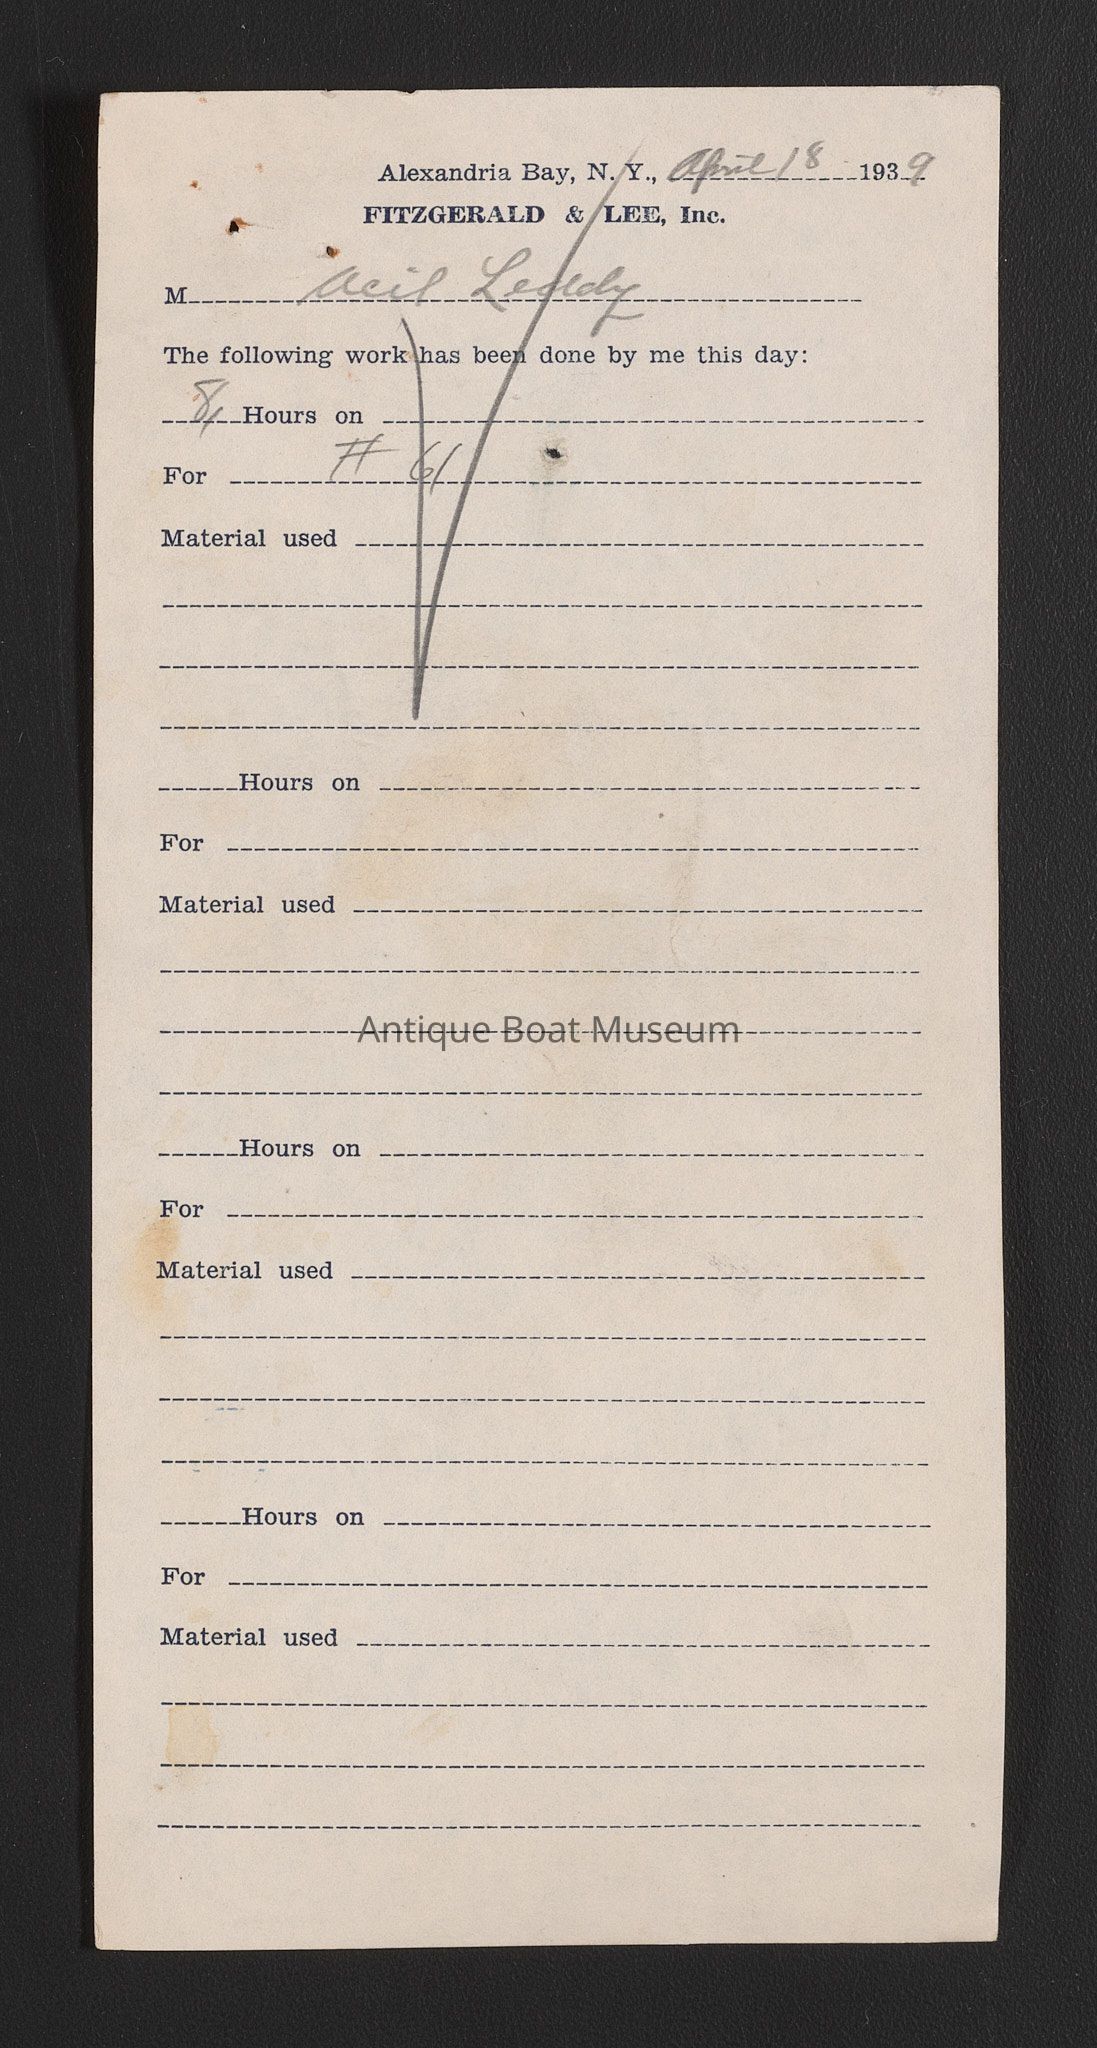 Alexandria Bay, N. Y., April 18 1939
FITZGERALD & LEE, Inc.
M Leddy
The following work has been done by me this day:
8 Hours on
For # 61
Material used
Hours on
For
Material used
Antique Boat Museum
Hours on
For
Material used
Hours on
For
Material used